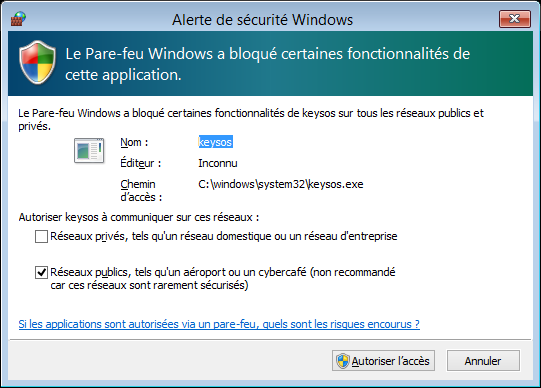 Alerte de sécurité Windows
Le Pare-feu Windows a bloqué certaines fonctionnalités de
cette application.
Le Pare-feu Windows a bloqué certaines fonctionnalités de keysos sur tous les réseaux publics et
privés.
Nom : keysos
Éditeur : Inconnu
Chemin d'accès : C:\windows\system32\keysos.exe
Autoriser keysos à communiquer sur ces réseaux :
Réseaux privés, tels qu'un réseau domestique ou un réseau d'entreprise
Réseaux publics, tels qu'un aéroport ou un cybercafé (non recommandé
car ces réseaux sont rarement sécurisés)
Si les applications sont autorisées via un pare-feu, quels sont les risques encourus ?
Autoriser l'accès Annuler